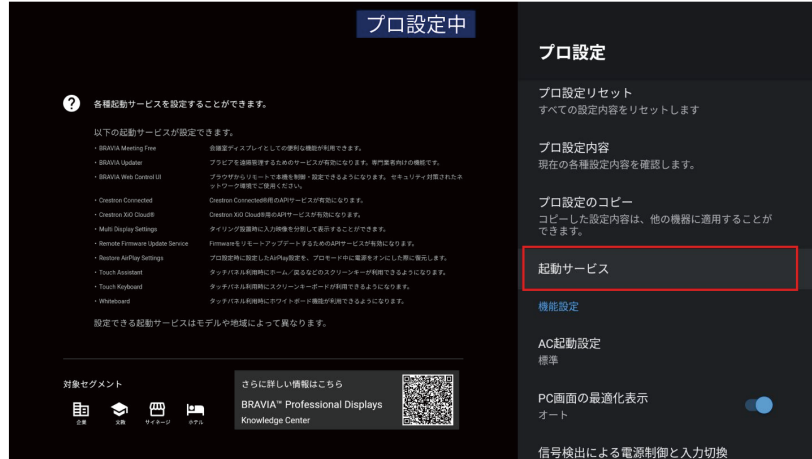 プロ設定中
各種起動サービスを設定することができます。
以下の起動サービスが設定できます。
・BRAVIA Meeting Free 会議室ディスプレイとしての便利な機能が利用できます。
・BRAVIA Updater ブラビアを遠隔管理するためのサービスが有効になります。専門業者向けの機能です。
・BRAVIA Web Control UI ブラウザからリモートで本機を制御・設定できるようになります。セキュリティ対策されたネ
ットワーク環境でご使用ください。
・Crestron Connected Crestron Connected®用のAPIサービスが有効になります。
・Crestron XiO Cloud® Crestron XiO Cloud®用のAPIサービスが有効になります。
・Multi Display Settings タイリング設置時に入力映像を分割して表示することができます。
・Remote Firmware Update Service Firmwareをリモートアップデートするためのサービスが有効になります。
・Restore AirPlay Settings プロ設定時に設定したAirPlay設定を、プロモード中に電源をオンにした際に復元します。
・Touch Assistant タッチパネル利用時にホーム／戻るなどのスクリーンキーが利用できるようになります。
・Touch Keyboard タッチパネル利用時にスクリーンキーボードが利用できるようになります。
・Whiteboard タッチパネル利用時にホワイトボード機能が利用できるようになります。
設定できる起動サービスはモデルや地域によって異なります。
対象セグメント
企業 文教 サイネージ ホテル
さらに詳しい情報はこちら
BRAVIA™ Professional Displays
Knowledge Center
プロ設定
プロ設定リセット
すべての設定内容をリセットします
プロ設定内容
現在の各種設定内容を確認します。
プロ設定のコピー
コピーした設定内容は、他の機器に適用することが
できます。
起動サービス
機能設定
AC起動設定
標準
PC画面の最適化表示
オート
信号検出による電源制御と入力切換